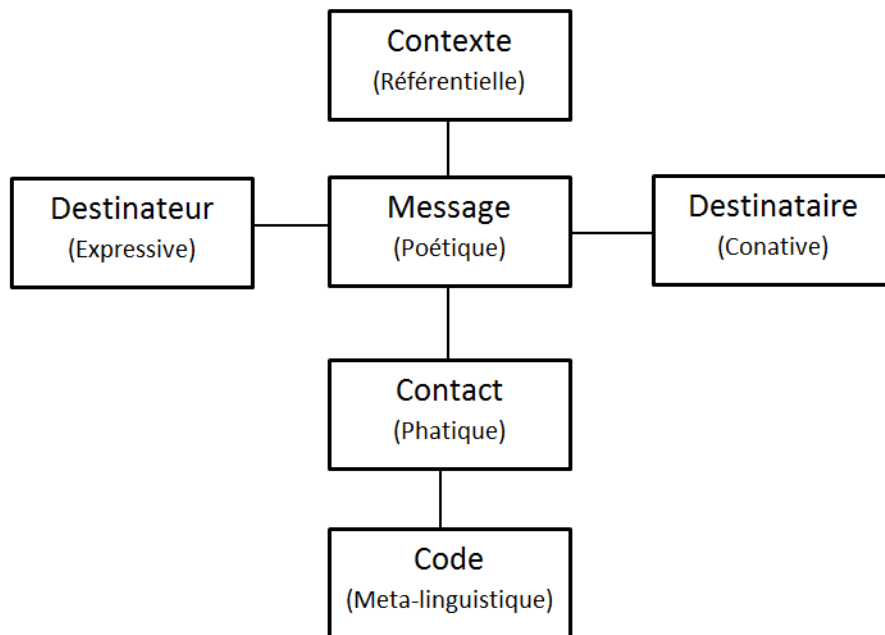 Contexte
(Référentielle)
Destinateur
(Expressive)
Message
(Poétique)
Destinataire
(Conative)
Contact
(Phatique)
Code
(Meta-linguistique)